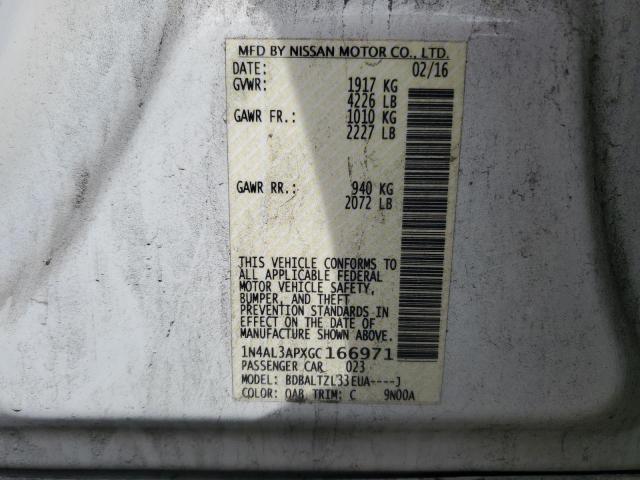 MFD BY NISSAN MOTOR CO., LTD.
DATE: 02/16
GVWR: 1917 KG
4226 LB
GAWR FR.: 1010 KG
2227 LB
GAWR RR.: 940 KG
2072 LB
THIS VEHICLE CONFORMS TO
ALL APPLICABLE FEDERAL
MOTOR VEHICLE SAFETY,
BUMPER, AND THEFT
PREVENTION STANDARDS IN
EFFECT ON THE DATE OF
MANUFACTURE SHOWN ABOVE.
1N4AL3APXGC166971
PASSENGER CAR 023
MODEL: BDBALTZL33EUA----J
COLOR: QAB TRIM: C 9N00A